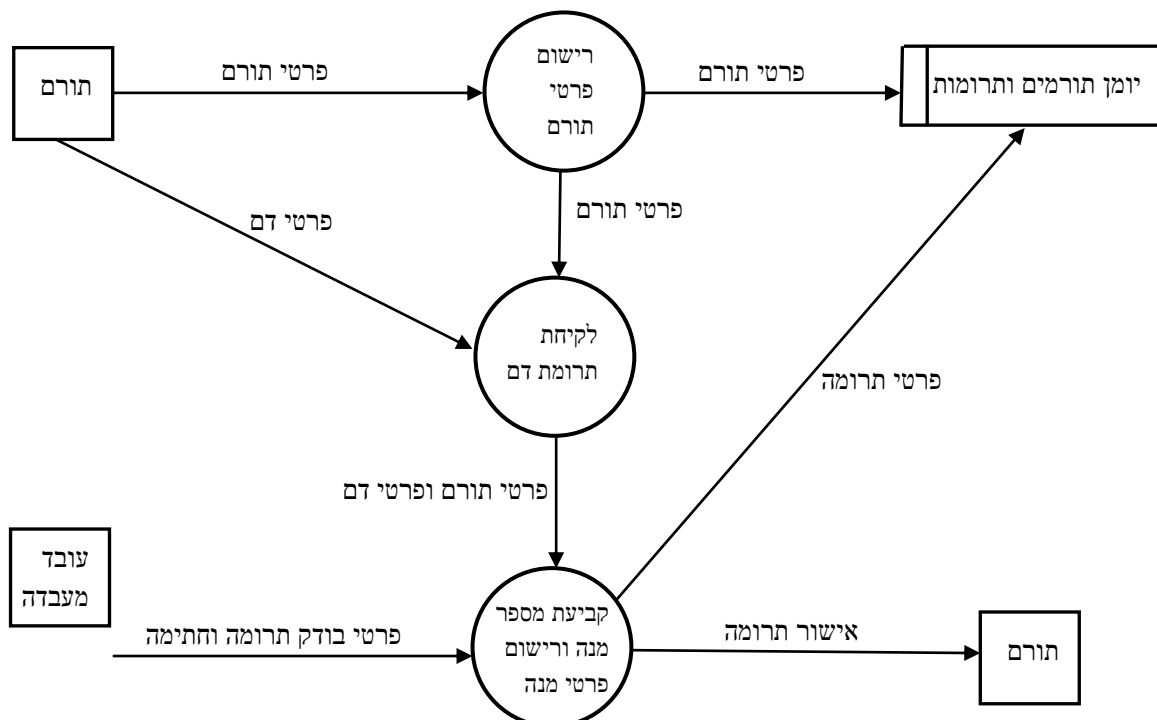 רישום
פרטי
תורם
תורם
פרטי תורם
פרטי תורם
יומן תורמים ותרומות
פרטי תורם
פרטי דם
לקיחת
תרומת דם
פרטי תרומה
פרטי תורם ופרטי דם
עובד
מעבדה
פרטי בודק תרומה וחתימה
קביעת מספר
מנה ורישום
פרטי מנה
אישור תרומה
תורם